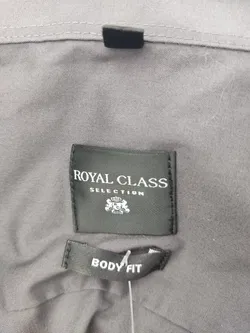 ROYAL CLASS
SELECTION
BODY FIT